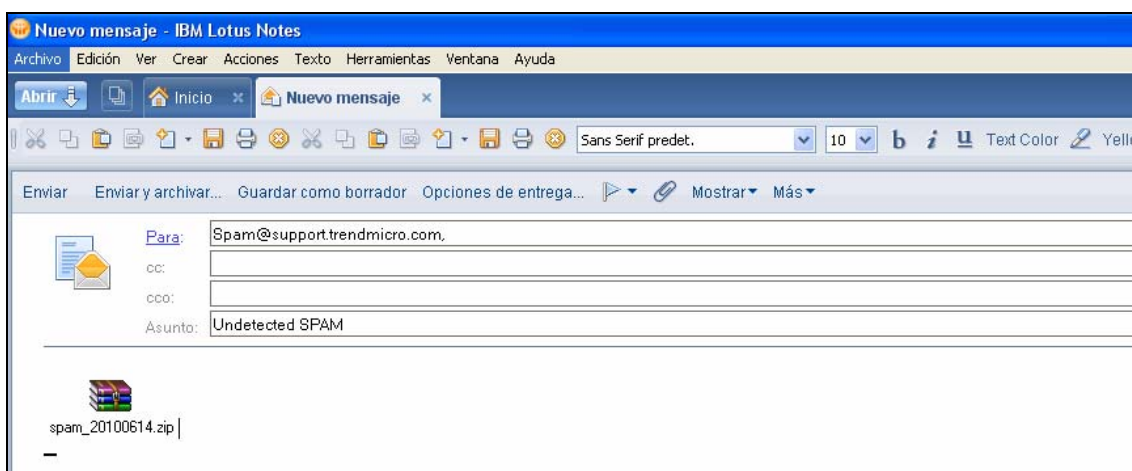 Nuevo mensaje - IBM Lotus Notes
Archivo Edición Ver Crear Acciones Texto Herramientas Ventana Ayuda
Abrir Inicio Nuevo mensaje
Sans Serif predet. 10 b i u Text Color Yell
Enviar Enviar y archivar... Guardar como borrador Opciones de entrega... Mostrar Más
Para: Spam@support.trendmicro.com,
cc:
cco:
Asunto: Undetected SPAM
spam_20100614.zip